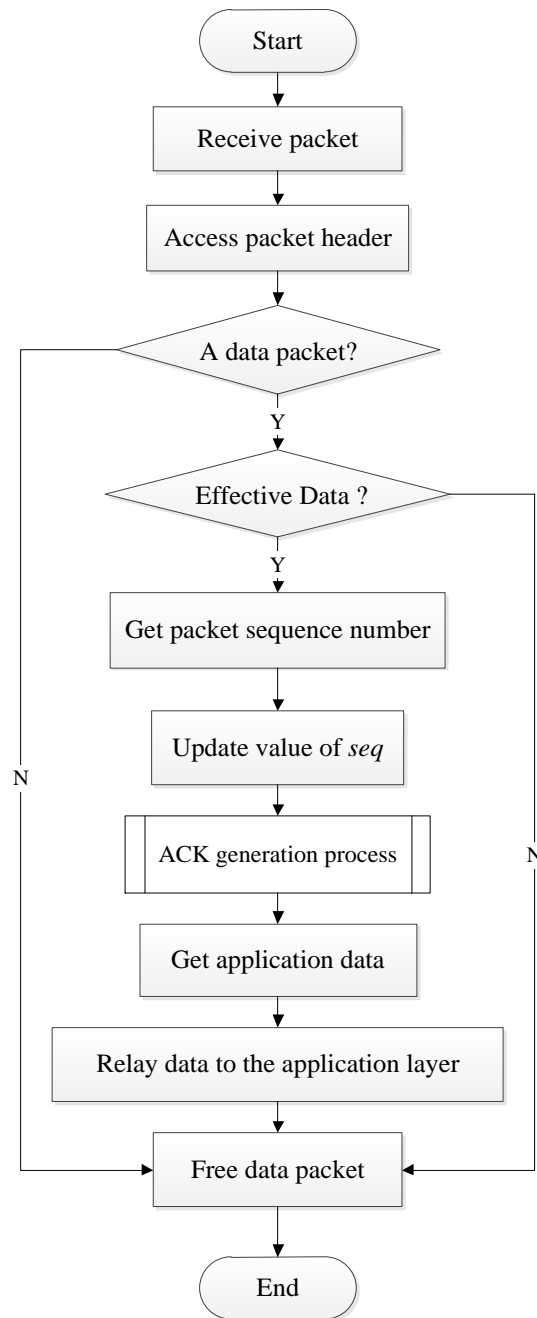 Start
Receive packet
Access packet header
A data packet?
Y
Effective Data ?
Y
Get packet sequence number
Update value of seq
N
ACK generation process
N
Get application data
Relay data to the application layer
Free data packet
End